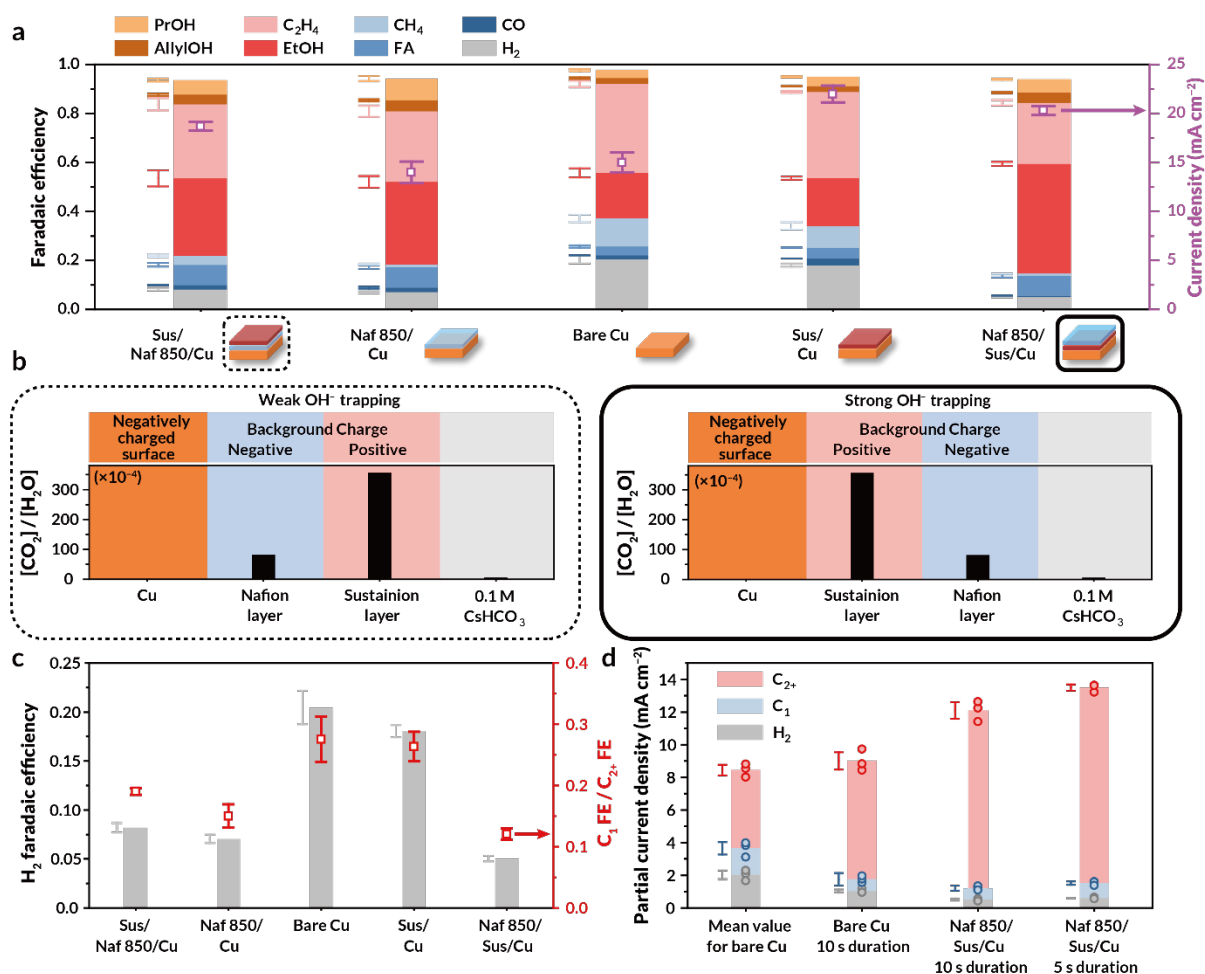 a
PrOH
C₂H₄
CH₄
CO
AllylOH
EtOH
FA
H₂
Faradaic efficiency
1.0
0.8
0.6
0.4
0.2
0.0
25
20
15
10
5
0
Current density (mA cm⁻²)
Sus/
Naf 850/Cu
Naf 850/
Cu
Bare Cu
Sus/
Cu
Naf 850/
Sus/Cu
b
Weak OH⁻ trapping
Negatively
charged
surface
Background Charge
Negative
Positive
(×10⁻⁴)
[CO₂] / [H₂O]
300
200
100
0
Cu
Nafion
layer
Sustainion
layer
0.1 M
CsHCO₃
Strong OH⁻ trapping
Negatively
charged
surface
Background Charge
Positive
Negative
(×10⁻⁴)
[CO₂] / [H₂O]
300
200
100
0
Cu
Sustainion
layer
Nafion
layer
0.1 M
CsHCO₃
c
H₂ faradaic efficiency
0.25
0.20
0.15
0.10
0.05
0.0
0.4
0.3
0.2
0.1
0.0
C₁ FE / C₂₊ FE
Sus/
Naf 850/Cu
Naf 850/
Cu
Bare Cu
Sus/
Cu
Naf 850/
Sus/Cu
d
Partial current density (mA cm⁻²)
14
12
10
8
6
4
2
0
C₂₊
C₁
H₂
Mean value
for bare Cu
Bare Cu
10 s duration
Naf 850/
Sus/Cu
10 s duration
Naf 850/
Sus/Cu
5 s duration